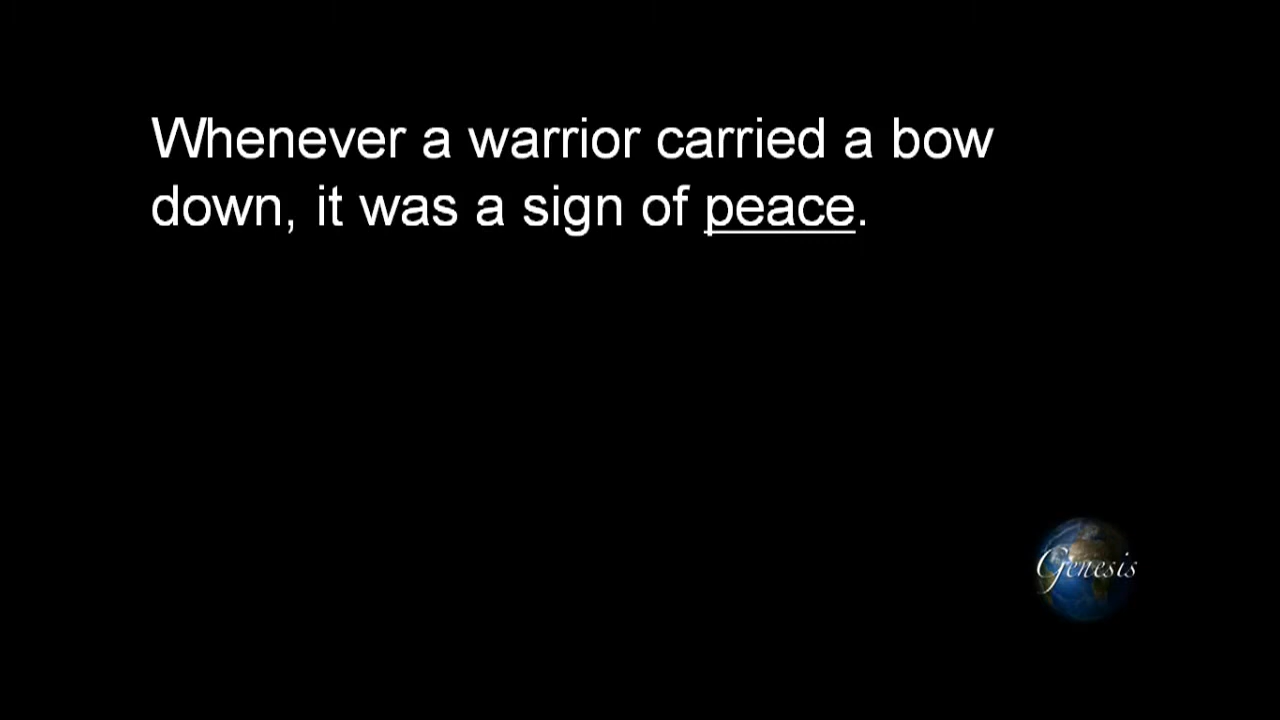 Whenever a warrior carried a bow
down, it was a sign of peace.
Genesis